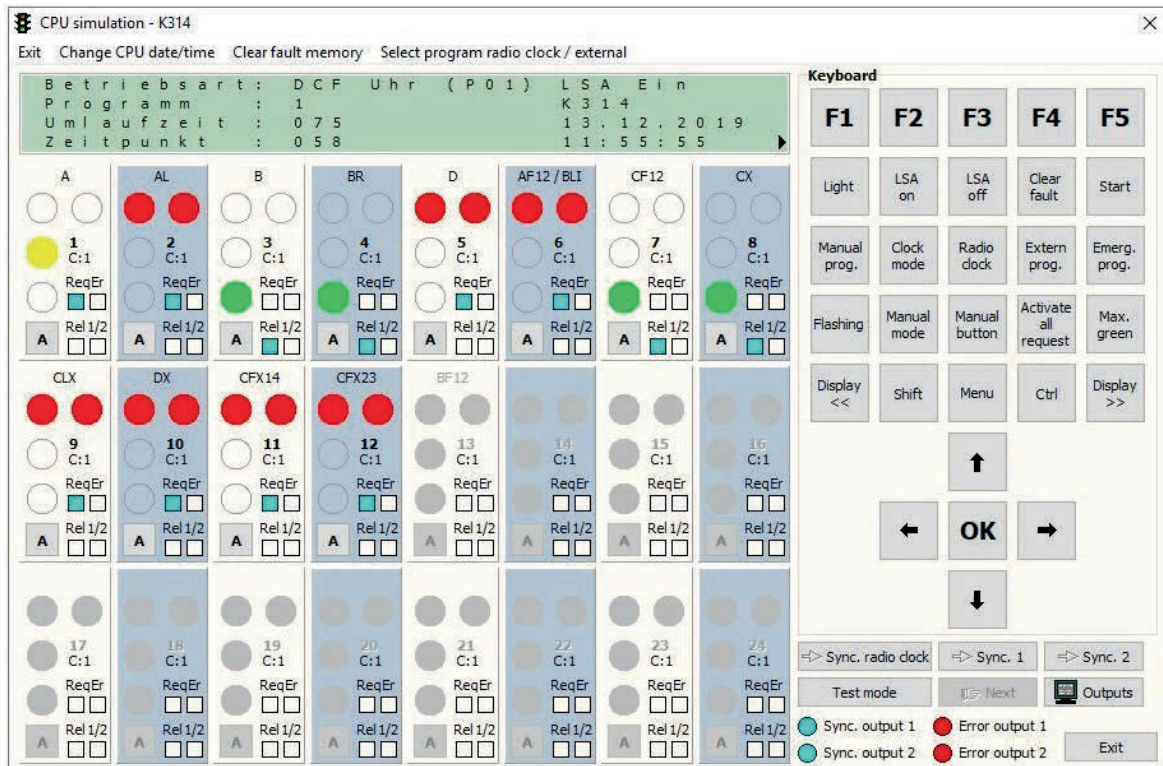 CPU simulation - K314
Exit Change CPU date/time Clear fault memory Select program radio clock / external
Betriebsart: DCF Uhr (P01) LSA Ein
Programm : 1 K314
Umlaufzeit : 075 13.12.2019
Zeitpunkt : 058 11:55:55
A AL B BR D AF12/BLI CF12 CX
1 2 3 4 5 6 7 8
C:1 C:1 C:1 C:1 C:1 C:1 C:1 C:1
ReqEr ReqEr ReqEr ReqEr ReqEr ReqEr ReqEr ReqEr
Rel 1/2 Rel 1/2 Rel 1/2 Rel 1/2 Rel 1/2 Rel 1/2 Rel 1/2 Rel 1/2
A A A A A A A A
CLX DX CFX14 CFX23 BF12
9 10 11 12 13 14 15 16
C:1 C:1 C:1 C:1 C:1 C:1 C:1 C:1
ReqEr ReqEr ReqEr ReqEr ReqEr ReqEr ReqEr ReqEr
Rel 1/2 Rel 1/2 Rel 1/2 Rel 1/2 Rel 1/2 Rel 1/2 Rel 1/2 Rel 1/2
A A A A A A A A
17 18 19 20 21 22 23 24
C:1 C:1 C:1 C:1 C:1 C:1 C:1 C:1
ReqEr ReqEr ReqEr ReqEr ReqEr ReqEr ReqEr ReqEr
Rel 1/2 Rel 1/2 Rel 1/2 Rel 1/2 Rel 1/2 Rel 1/2 Rel 1/2 Rel 1/2
A A A A A A A A
Keyboard
F1 F2 F3 F4 F5
Light
LSA
on
LSA
off
Clear
fault
Start
Manual
prog.
Clock
mode
Radio
clock
Extern
prog.
Emerg.
prog.
Flashing
Manual
mode
Manual
button
Activate
all
request
Max.
green
Display
<<
Shift
Menu
Ctrl
Display
>>
OK
Sync. radio clock Sync. 1 Sync. 2
Test mode Next Outputs
Sync. output 1 Error output 1
Sync. output 2 Error output 2
Exit